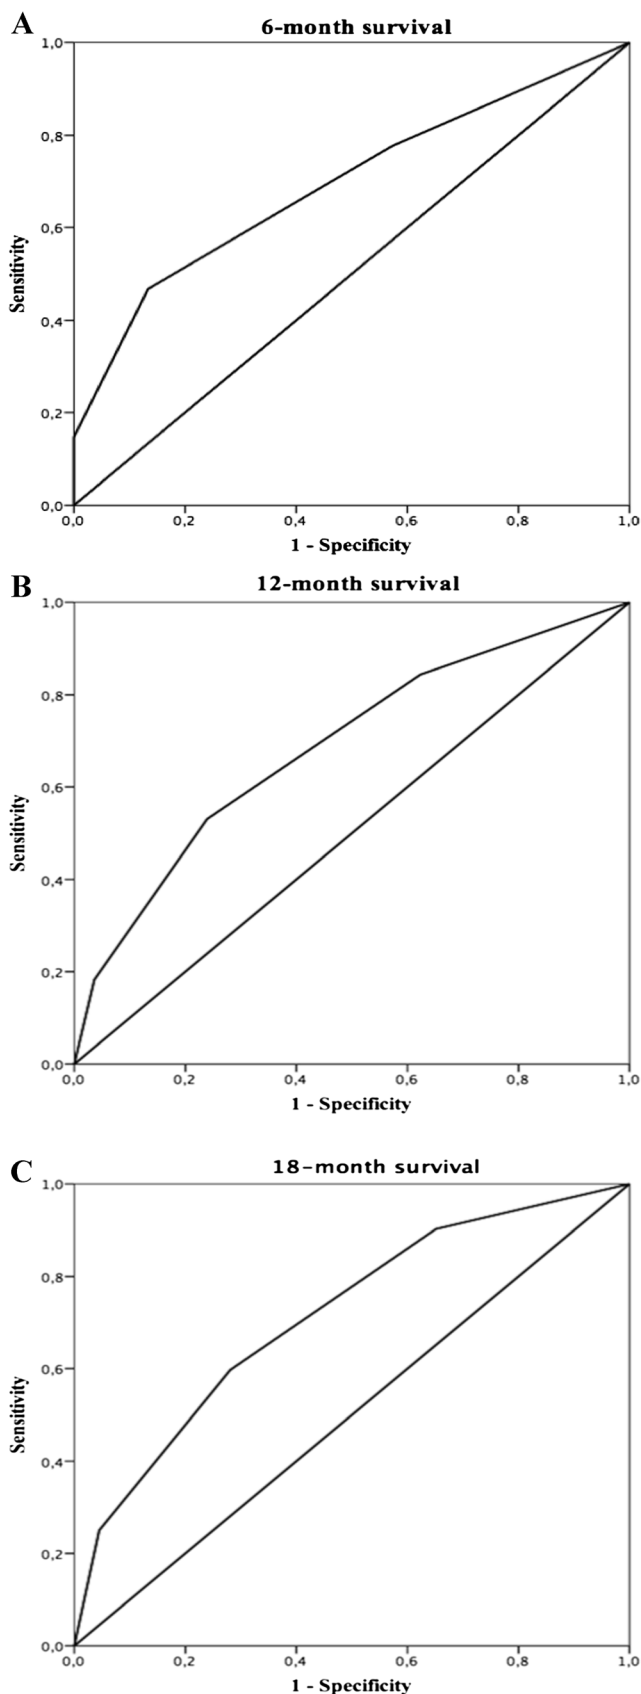 A
6-month survival
1,0
0,8
0,6
0,4
0,2
0,0
Sensitivity
0,0 0,2 0,4 0,6 0,8 1,0
1 - Specificity
B
12-month survival
1,0
0,8
0,6
0,4
0,2
0,0
Sensitivity
0,0 0,2 0,4 0,6 0,8 1,0
1 - Specificity
C
18-month survival
1,0
0,8
0,6
0,4
0,2
0,0
Sensitivity
0,0 0,2 0,4 0,6 0,8 1,0
1 - Specificity